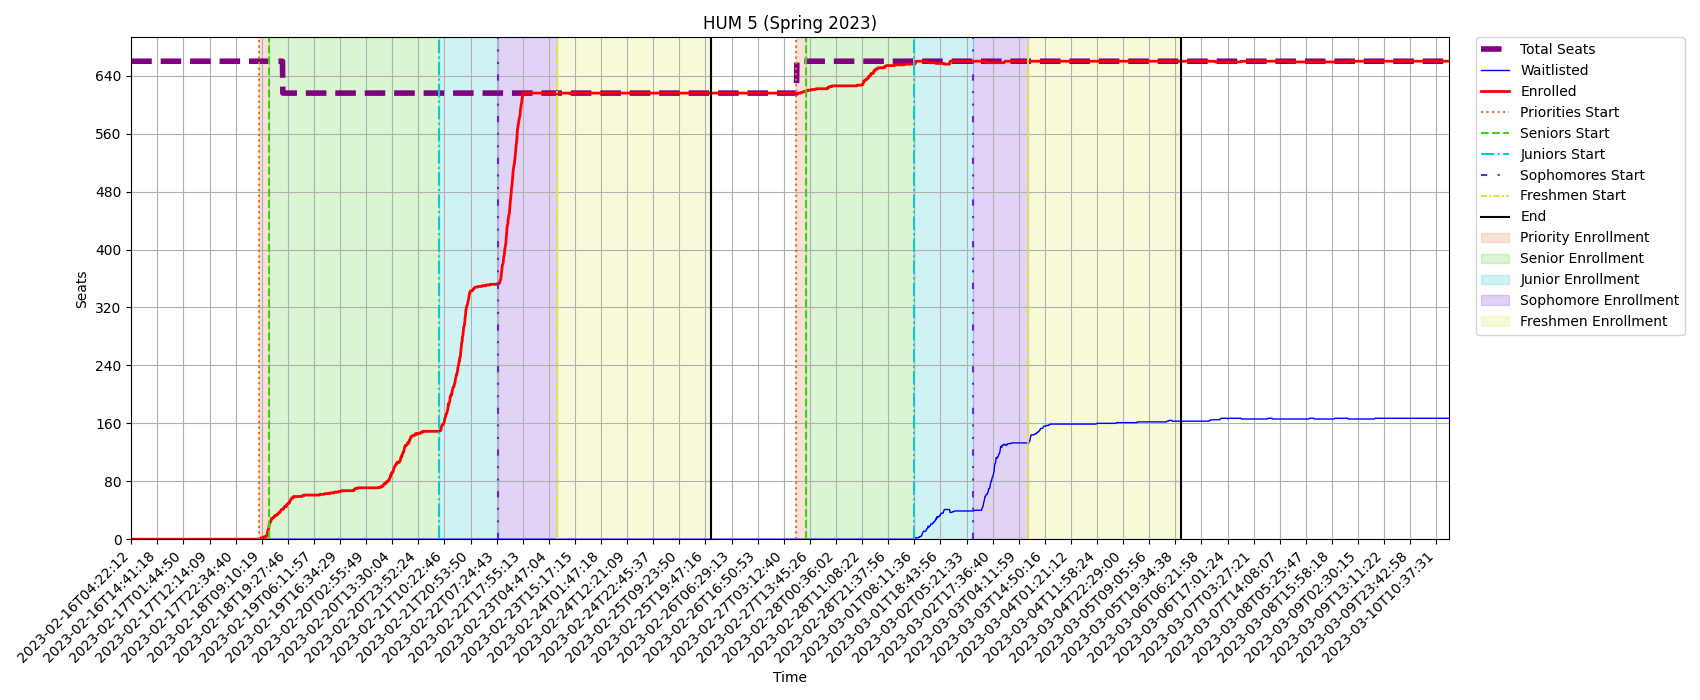 HUM 5 (Spring 2023)
Total Seats
Waitlisted
Enrolled
Priorities Start
Seniors Start
Juniors Start
Sophomores Start
Freshmen Start
End
Priority Enrollment
Senior Enrollment
Junior Enrollment
Sophomore Enrollment
Freshmen Enrollment
Seats
640
560
480
400
320
240
160
80
0
2023-02-16T04:22:12
2023-02-16T14:41:18
2023-02-17T01:44:50
2023-02-17T12:14:09
2023-02-17T22:34:40
2023-02-18T09:10:19
2023-02-18T19:27:46
2023-02-19T06:11:57
2023-02-19T16:34:29
2023-02-20T02:55:49
2023-02-20T13:30:04
2023-02-20T23:52:24
2023-02-21T10:22:46
2023-02-21T20:53:50
2023-02-22T07:24:43
2023-02-22T17:55:13
2023-02-23T04:47:04
2023-02-23T15:17:15
2023-02-24T01:47:18
2023-02-24T12:21:09
2023-02-24T22:45:37
2023-02-25T09:23:50
2023-02-25T19:47:16
2023-02-26T06:29:13
2023-02-26T16:50:53
2023-02-27T03:12:40
2023-02-27T13:45:26
2023-02-28T00:36:02
2023-02-28T11:08:22
2023-02-28T21:37:56
2023-03-01T08:11:36
2023-03-01T18:43:56
2023-03-02T05:21:33
2023-03-02T17:36:40
2023-03-03T04:11:59
2023-03-03T14:50:16
2023-03-04T01:21:12
2023-03-04T11:58:24
2023-03-04T22:29:00
2023-03-05T09:05:56
2023-03-05T19:34:38
2023-03-06T06:21:58
2023-03-06T17:01:24
2023-03-07T03:27:21
2023-03-07T14:08:07
2023-03-08T05:25:47
2023-03-08T15:58:18
2023-03-09T02:30:15
2023-03-09T13:11:22
2023-03-09T23:42:58
2023-03-10T10:37:31
Time